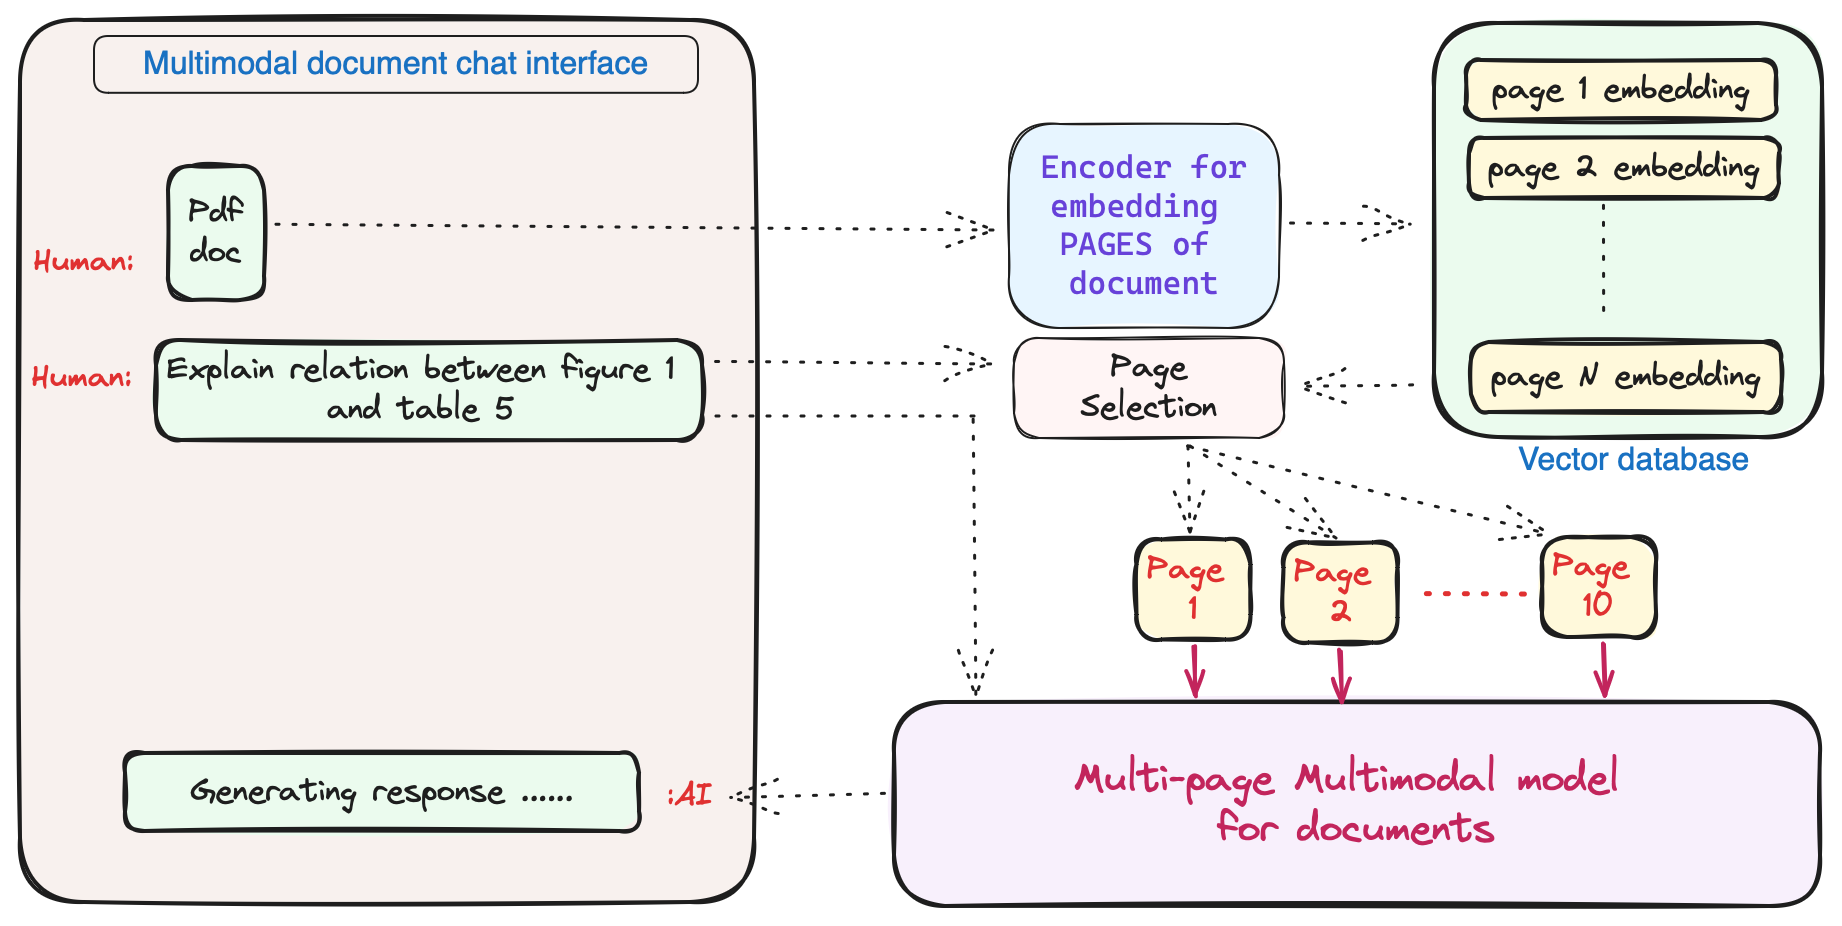 Multimodal document chat interface
Human:
Pdf
doc
Human:
Explain relation between figure 1
and table 5
Generating response ......
:AI
Encoder for
embedding
PAGES of
document
Page
Selection
page 1 embedding
page 2 embedding
page N embedding
Vector database
Page
1
Page
2
Page
10
Multi-page Multimodal model
for documents